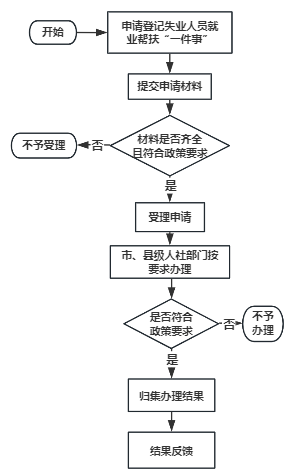 开始
申请登记失业人员就
业帮扶“一件事”
提交申请材料
材料是否齐全
且符合政策要求
否
不予受理
是
受理申请
市、县级人社部门按
要求办理
是否符合
政策要求
否
不予
办理
是
归集办理结果
结果反馈